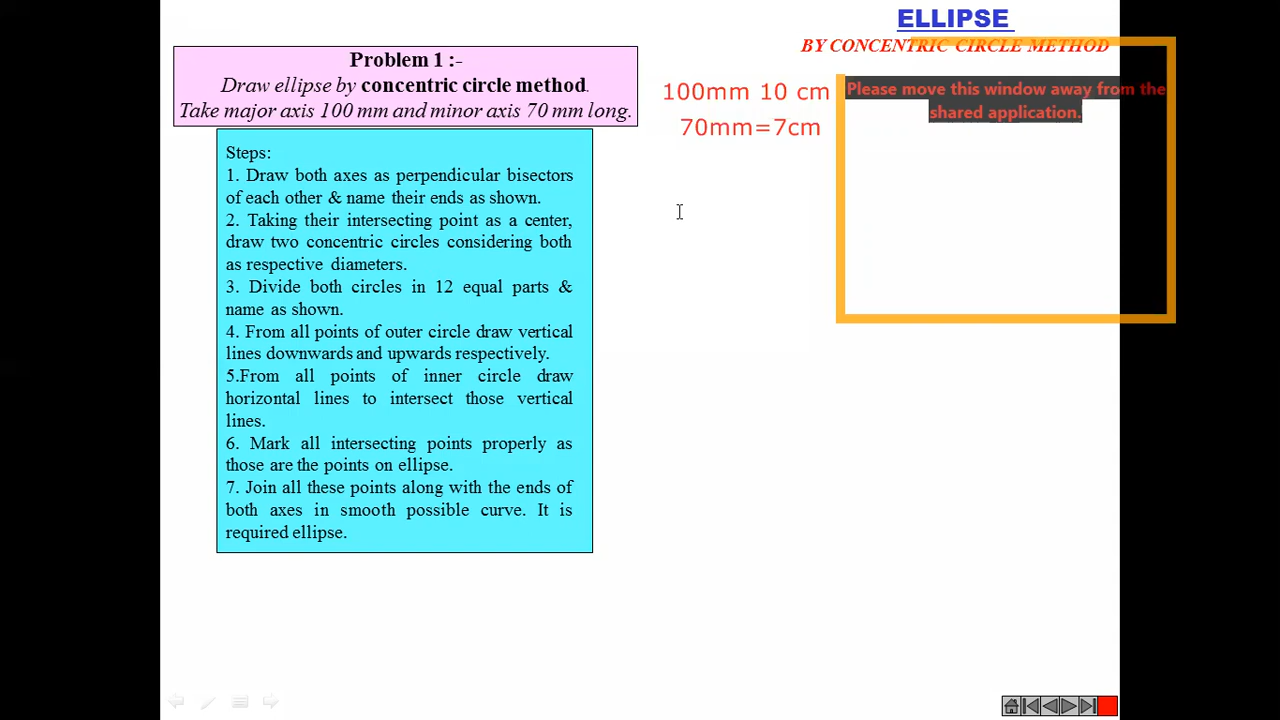 ELLIPSE
BY CONCENTRIC CIRCLE METHOD
Problem 1 :-
Draw ellipse by concentric circle method.
Take major axis 100 mm and minor axis 70 mm long.
100mm 10 cm
70mm=7cm
Please move this window away from the
shared application.
Steps:
1. Draw both axes as perpendicular bisectors
of each other & name their ends as shown.
2. Taking their intersecting point as a center,
draw two concentric circles considering both
as respective diameters.
3. Divide both circles in 12 equal parts &
name as shown.
4. From all points of outer circle draw vertical
lines downwards and upwards respectively.
5.From all points of inner circle draw
horizontal lines to intersect those vertical
lines.
6. Mark all intersecting points properly as
those are the points on ellipse.
7. Join all these points along with the ends of
both axes in smooth possible curve. It is
required ellipse.